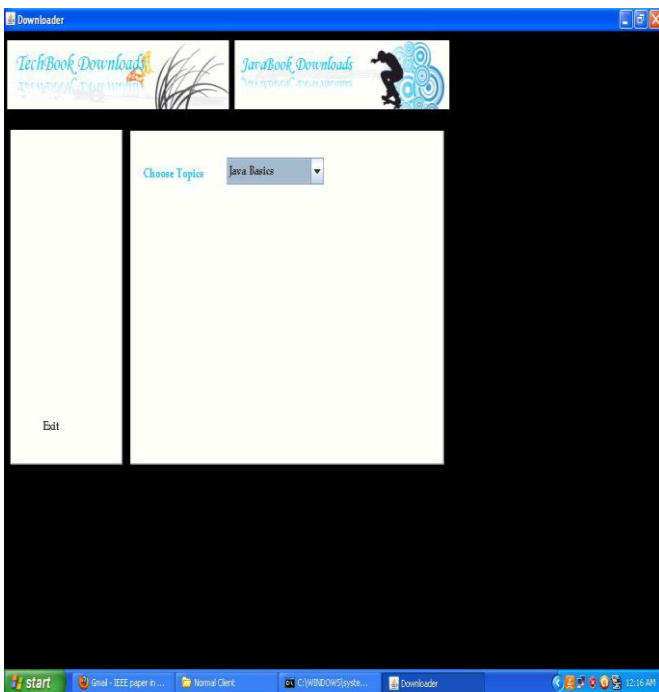 Downloader
TechBook Downloads
JavaBook Downloads
Choose Topics
Java Basics
Exit
start
Gmail - IEEE paper in ...
Normal Client
C:\WINDOWS\syste...
Downloader
12:16 AM